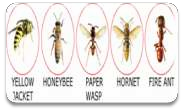 YELLOW JACKET
HONEYBEE
PAPER WASP
HORNET
FIRE ANT